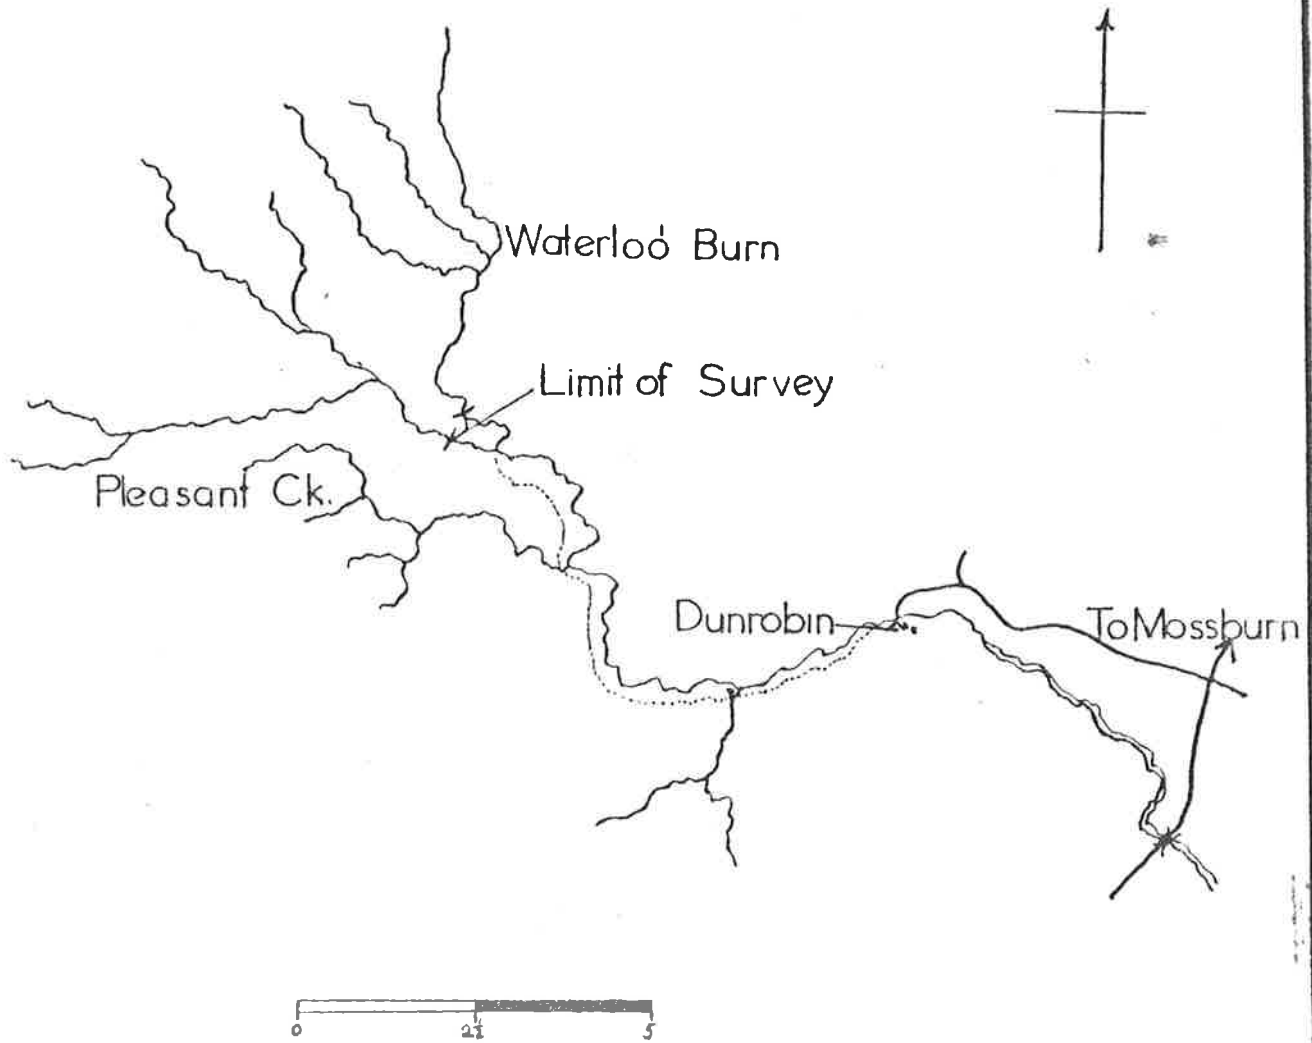 Waterloo Burn
Limit of Survey
Pleasant Ck.
Dunrobin
To Mossburn
0 2½ 5